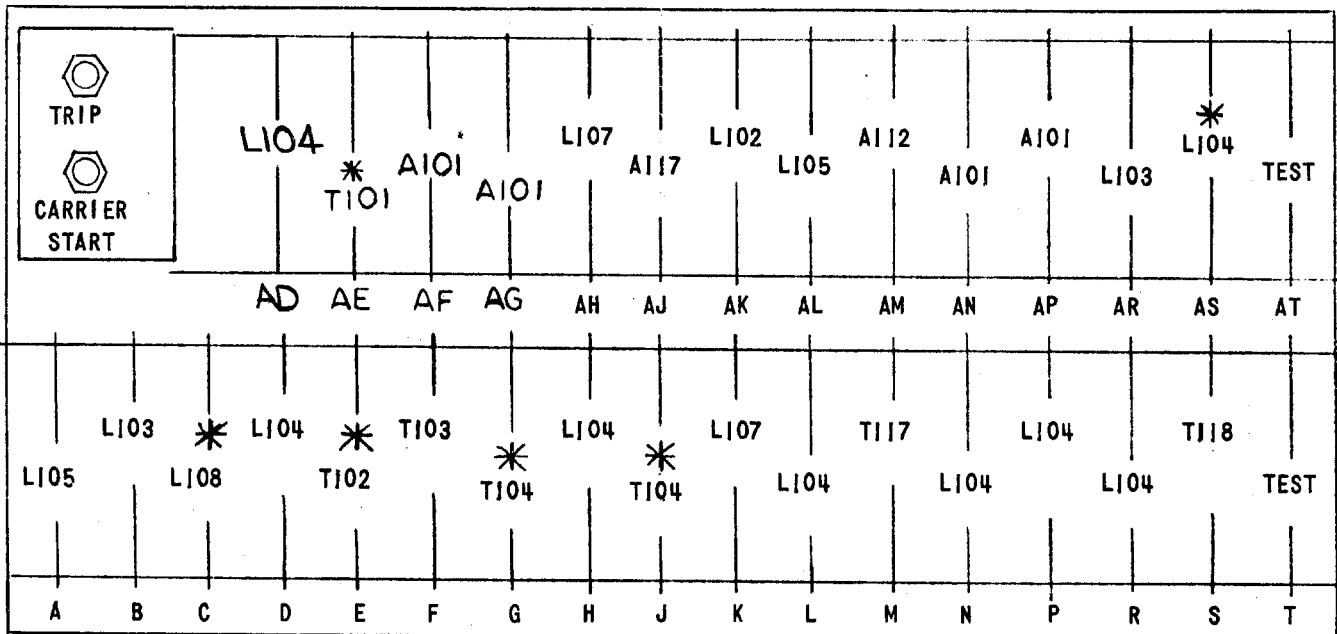 TRIP
CARRIER
START
L104 * T101 A101 A101 L107 A117 L102 L105 A112 A101 A101 L103 * L104 TEST
AD AE AF AG AH AJ AK AL AM AN AP AR AS AT
L105 L103 * L108 L104 * T102 T103 * T104 L104 * T104 L107 L104 T117 L104 L104 L104 T118 TEST
A B C D E F G H J K L M N P R S T